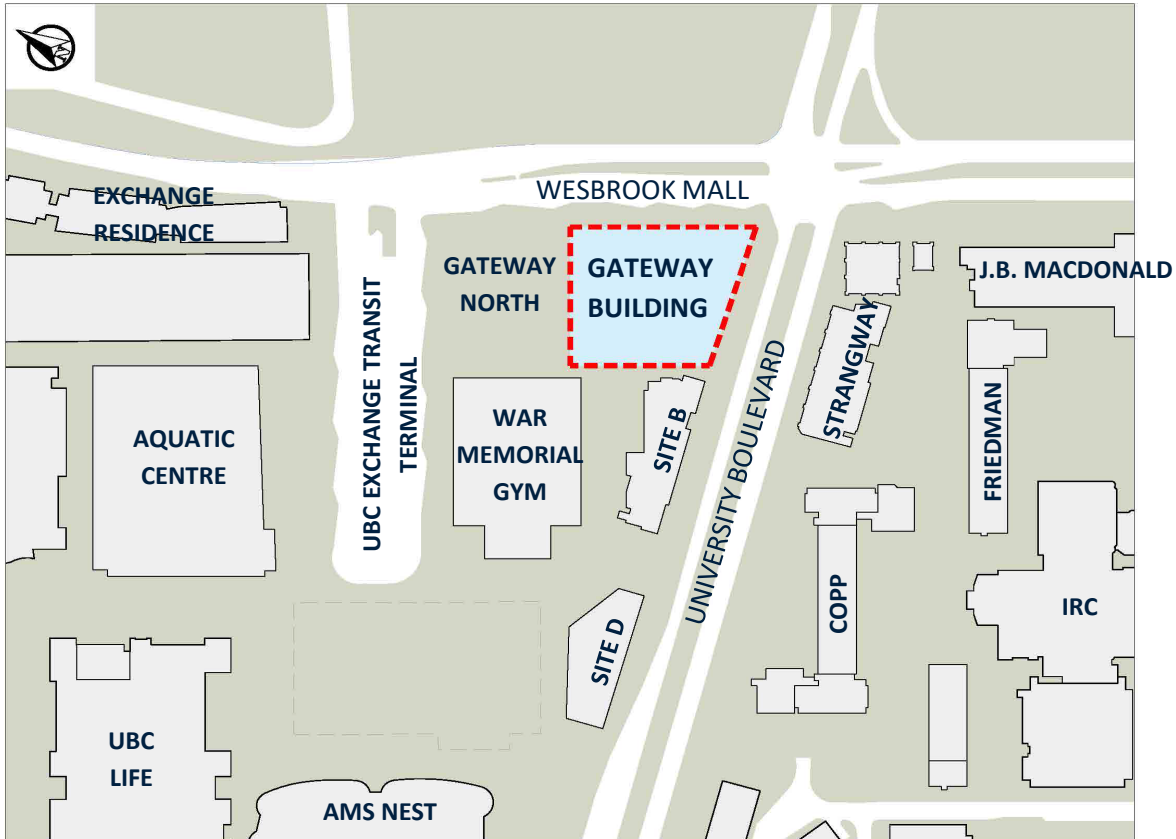 WESBROOK MALL
EXCHANGE
RESIDENCE
GATEWAY
NORTH
GATEWAY
BUILDING
J.B. MACDONALD
UBC EXCHANGE TRANSIT
TERMINAL
STRANGWAY
UNIVERSITY BOULEVARD
FRIEDMAN
AQUATIC
CENTRE
WAR
MEMORIAL
GYM
SITE B
COPP
IRC
SITE D
UBC
LIFE
AMS NEST